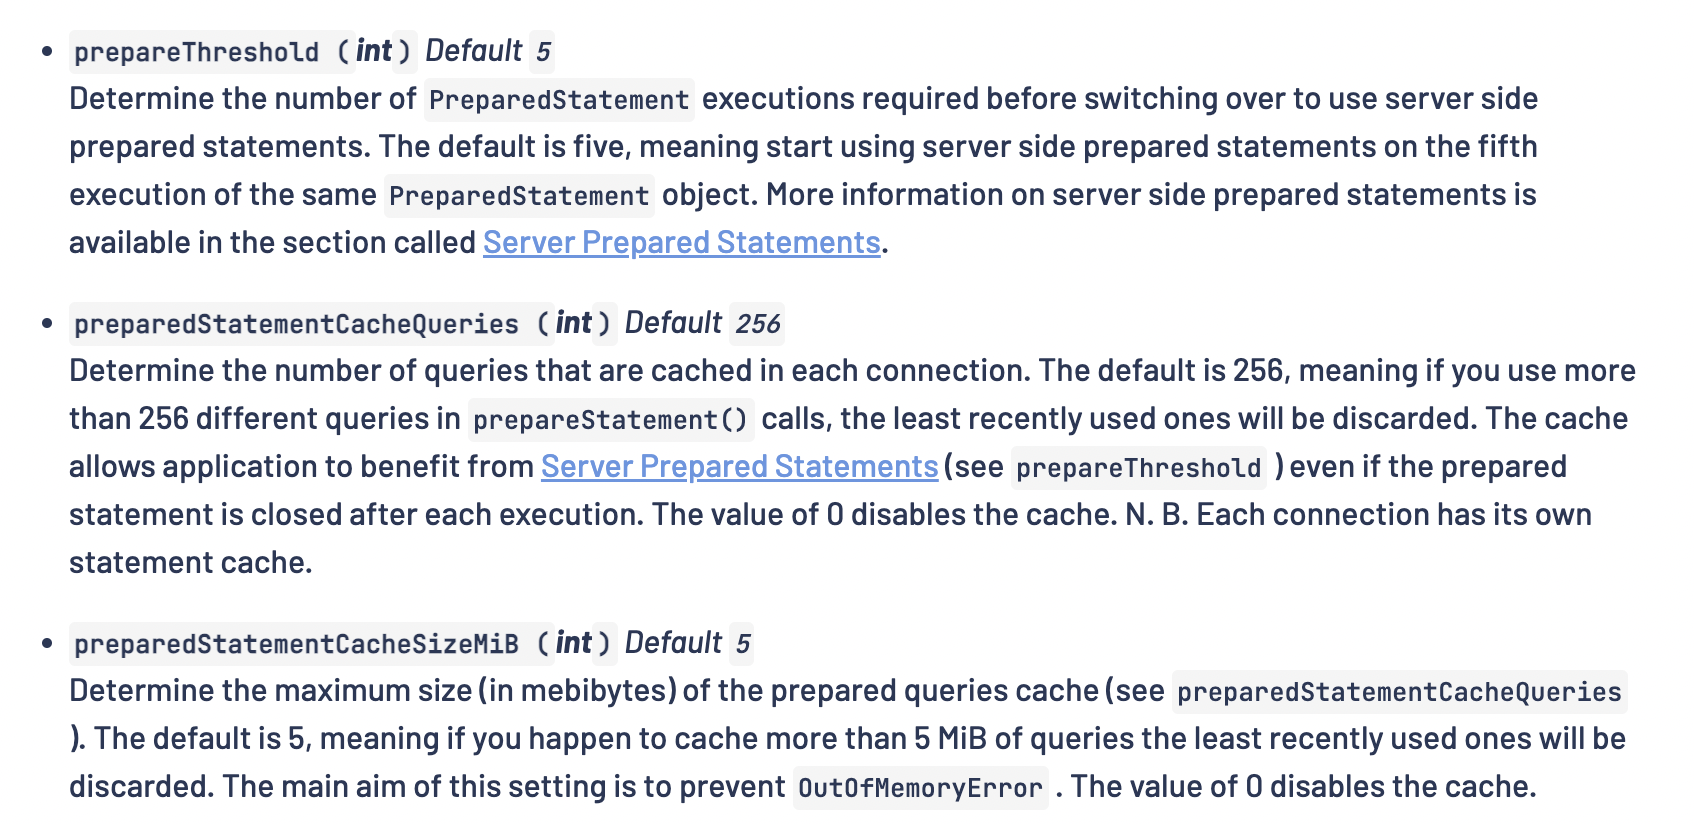 • prepareThreshold (int) Default 5
Determine the number of PreparedStatement executions required before switching over to use server side
prepared statements. The default is five, meaning start using server side prepared statements on the fifth
execution of the same PreparedStatement object. More information on server side prepared statements is
available in the section called Server Prepared Statements.
• preparedStatementCacheQueries (int) Default 256
Determine the number of queries that are cached in each connection. The default is 256, meaning if you use more
than 256 different queries in prepareStatement() calls, the least recently used ones will be discarded. The cache
allows application to benefit from Server Prepared Statements (see prepareThreshold ) even if the prepared
statement is closed after each execution. The value of 0 disables the cache. N. B. Each connection has its own
statement cache.
• preparedStatementCacheSizeMiB (int) Default 5
Determine the maximum size (in mebibytes) of the prepared queries cache (see preparedStatementCacheQueries
). The default is 5, meaning if you happen to cache more than 5 MiB of queries the least recently used ones will be
discarded. The main aim of this setting is to prevent OutOfMemoryError . The value of 0 disables the cache.